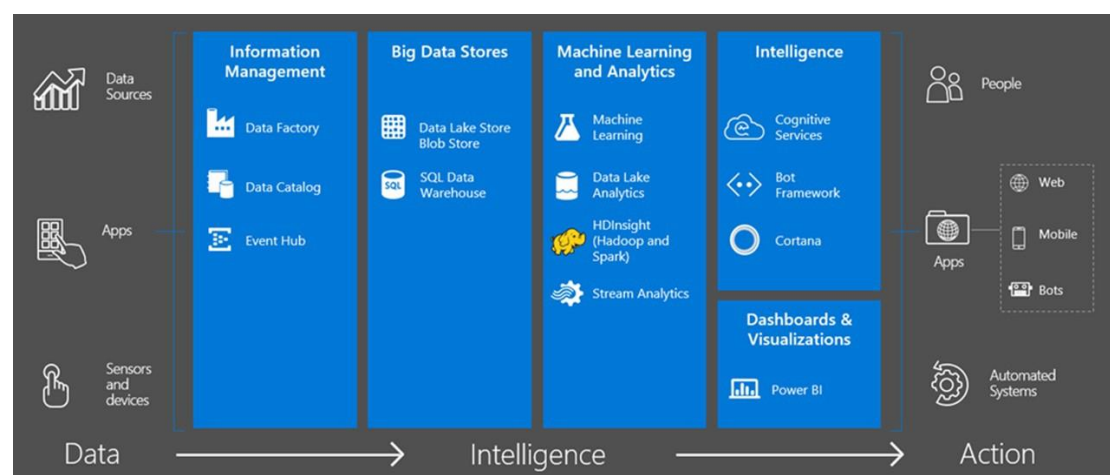 Data
Sources
Apps
Sensors
and
devices
Information
Management
Data Factory
Data Catalog
Event Hub
Big Data Stores
Data Lake Store
Blob Store
SQL
SQL Data
Warehouse
Machine Learning
and Analytics
Machine
Learning
Data Lake
Analytics
HDInsight
(Hadoop and
Spark)
Stream Analytics
Intelligence
Cognitive
Services
Bot
Framework
Cortana
Dashboards &
Visualizations
Power BI
People
Apps
Web
Mobile
Bots
Automated
Systems
Data
Intelligence
Action